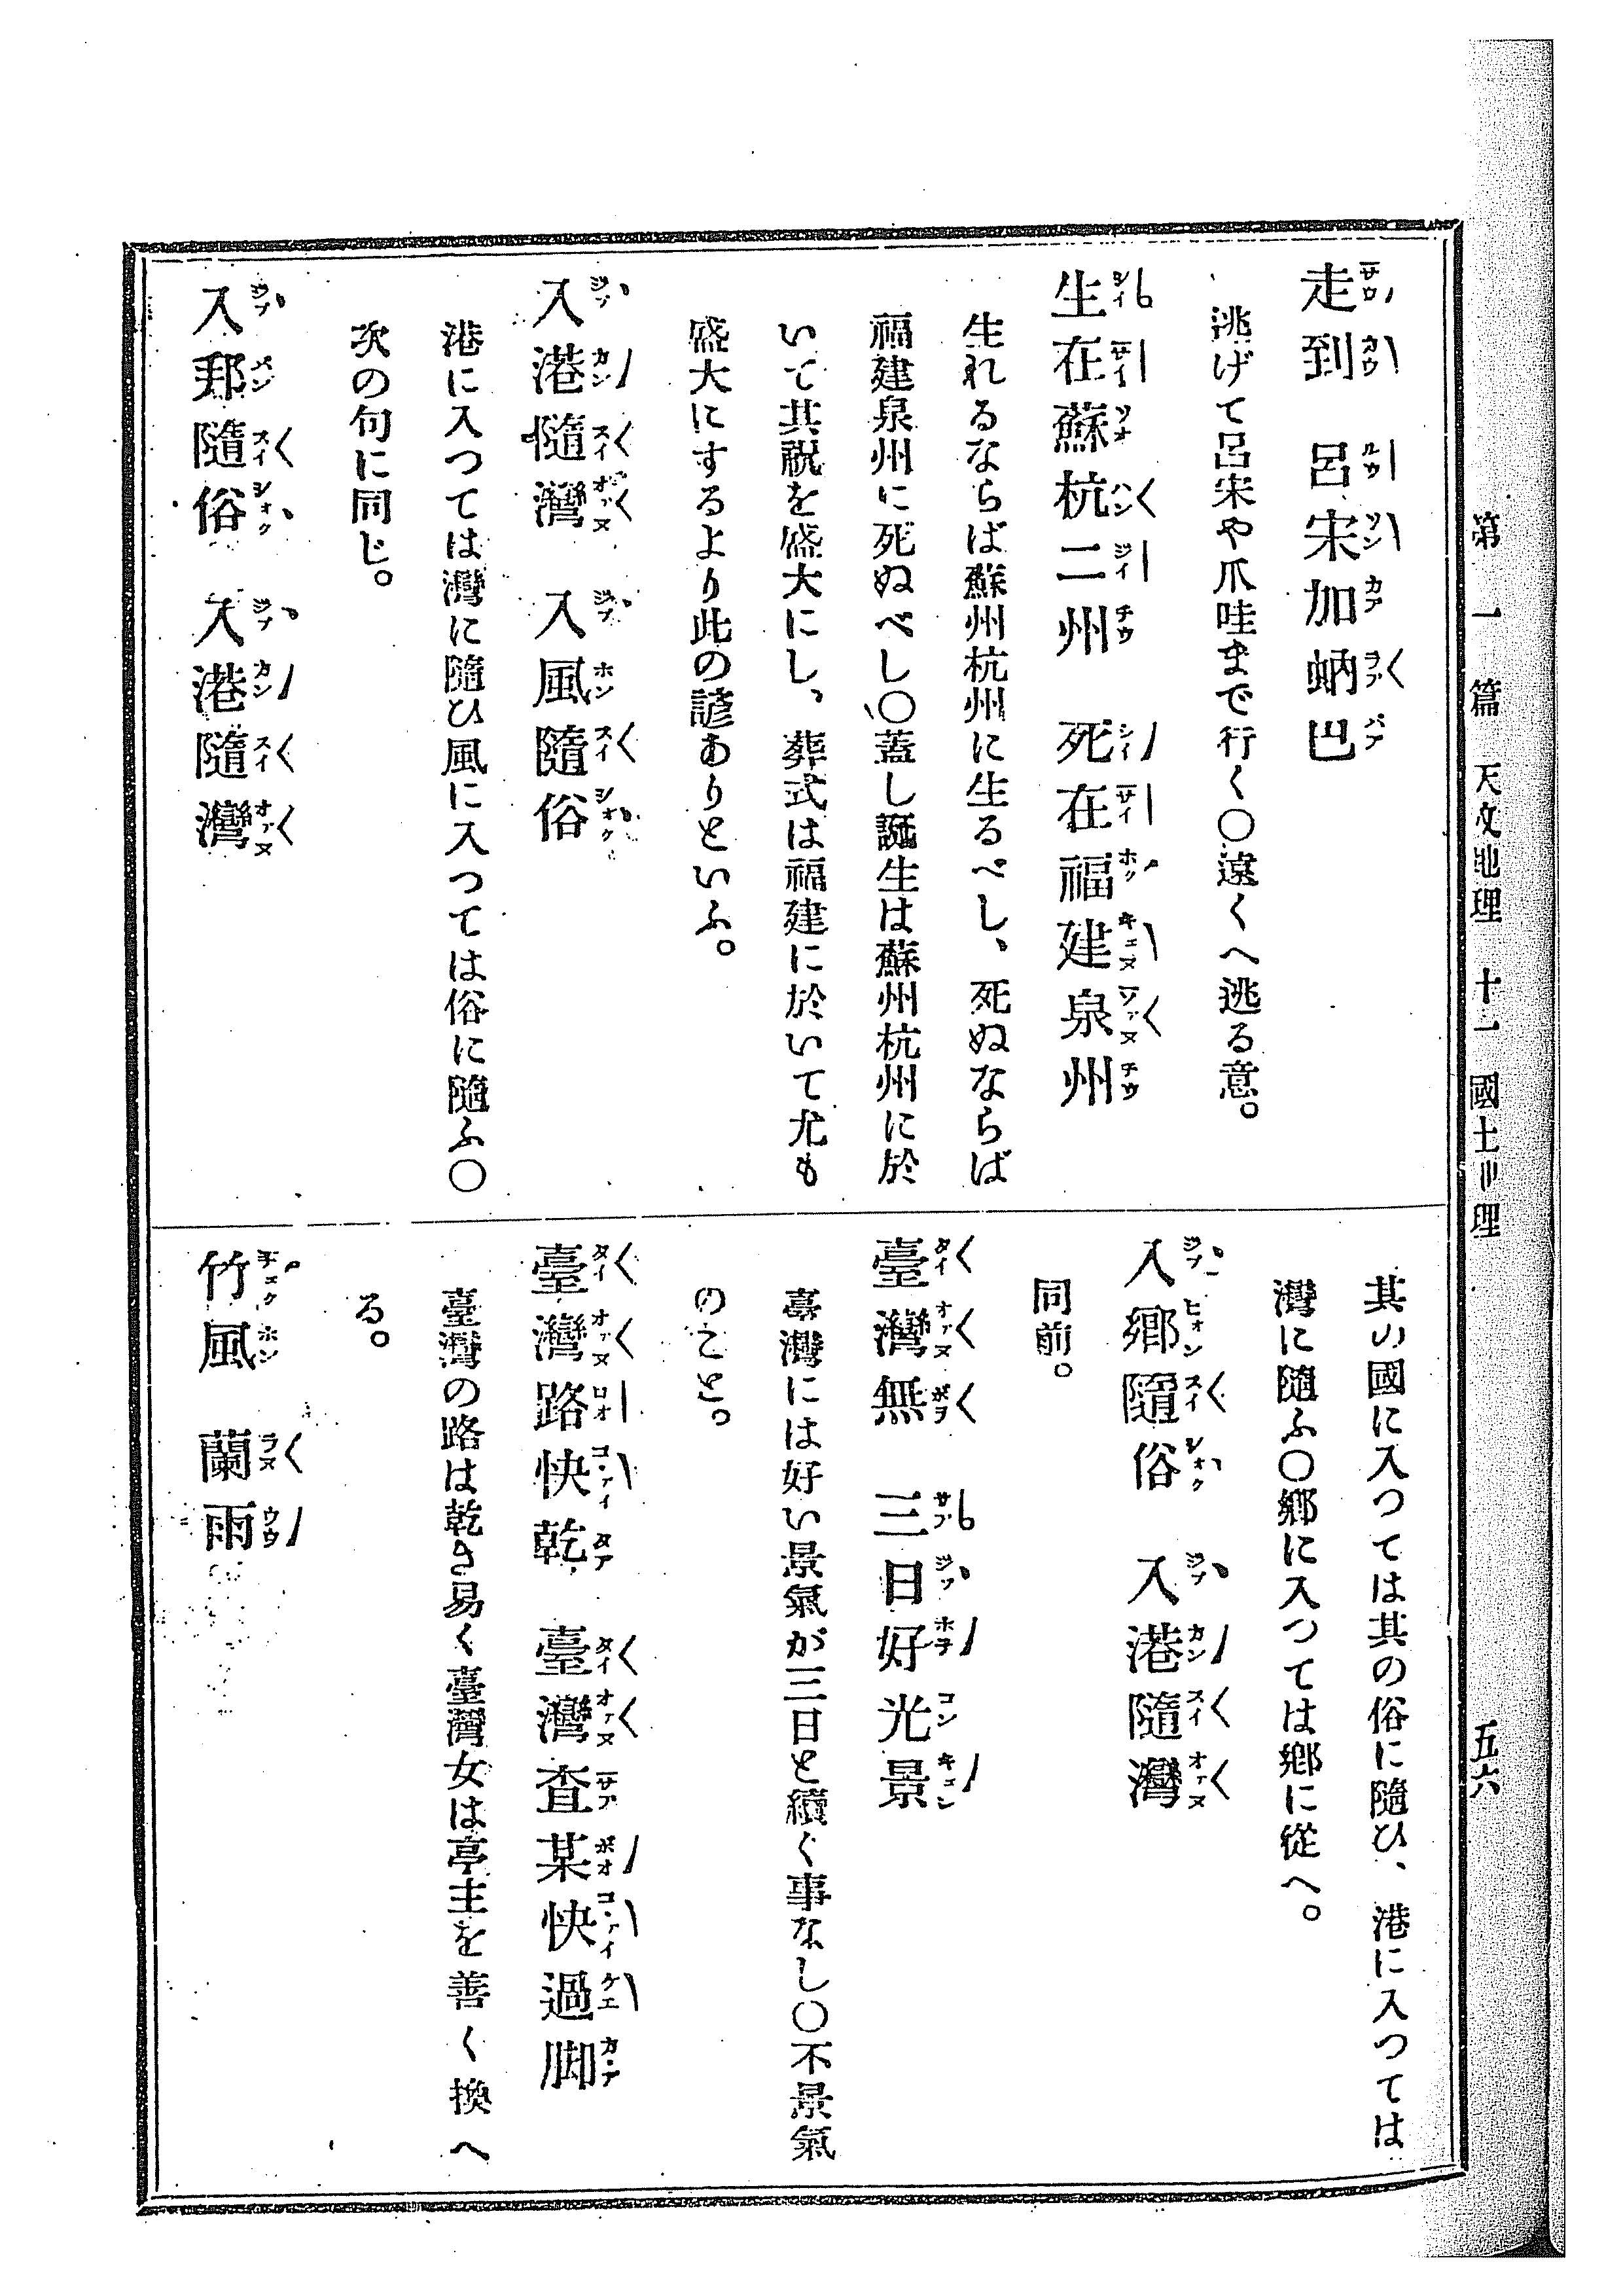 第一篇　天文地理　十一　國土地理　五六
走到　呂宋加蚋巴
逃げて呂宋や爪哇まで行く〇遠くへ逃る意。
生在蘇杭二州　死在福建泉州
生れるならば蘇州杭州に生るべし、死ぬならば
福建泉州に死ぬべし〇蓋し誕生は蘇州杭州に於
いて其祝を盛大にし、葬式は福建に於いて尤も
盛大にするより此の諺ありといふ。
入港隨灣　入風隨俗
港に入つては灣に隨ひ風に入つては俗に隨ふ〇
次の句に同じ。
入邦隨俗　入港隨灣
其の國に入つては其の俗に隨ひ、港に入つては
灣に隨ふ〇郷に入つては郷に從へ。
入鄉隨俗　入港隨灣
同前。
臺灣無　三日好光景
臺灣には好い景氣が三日と續ぐ事なし〇不景氣
のこと。
臺灣路快乾　臺灣查某快過脚
臺灣の路は乾き易く臺灣女は亭主を善く換へ
る。
竹風　蘭雨